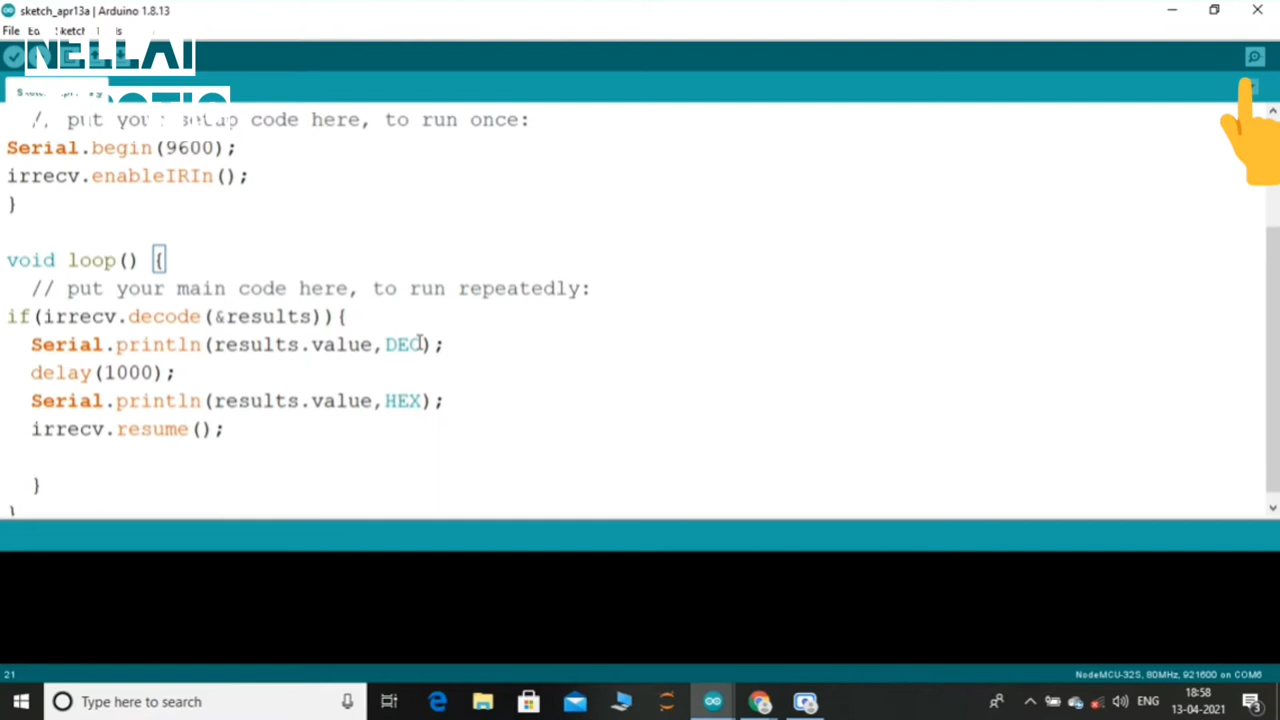 sketch_apr13a | Arduino 1.8.13
File
NELLAI
// put your setup code here, to run once:
Serial.begin(9600);
irrecv.enableIRIn();
}
void loop() {
// put your main code here, to run repeatedly:
if(irrecv.decode(&results)){
Serial.println(results.value,DEC);
delay(1000);
Serial.println(results.value,HEX);
irrecv.resume();
}
21
NodeMCU-32S, 80MHz, 921600 on COM6
Type here to search
ENG
18:58
13-04-2021
3